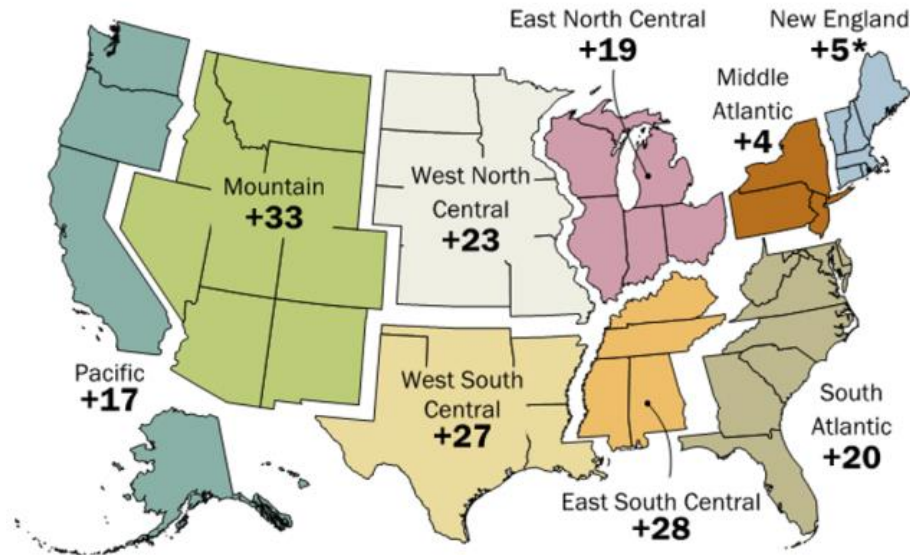 East North Central
+19
New England
+5*
Middle
Atlantic
+4
Mountain
+33
West North
Central
+23
Pacific
+17
West South
Central
+27
South
Atlantic
+20
East South Central
+28